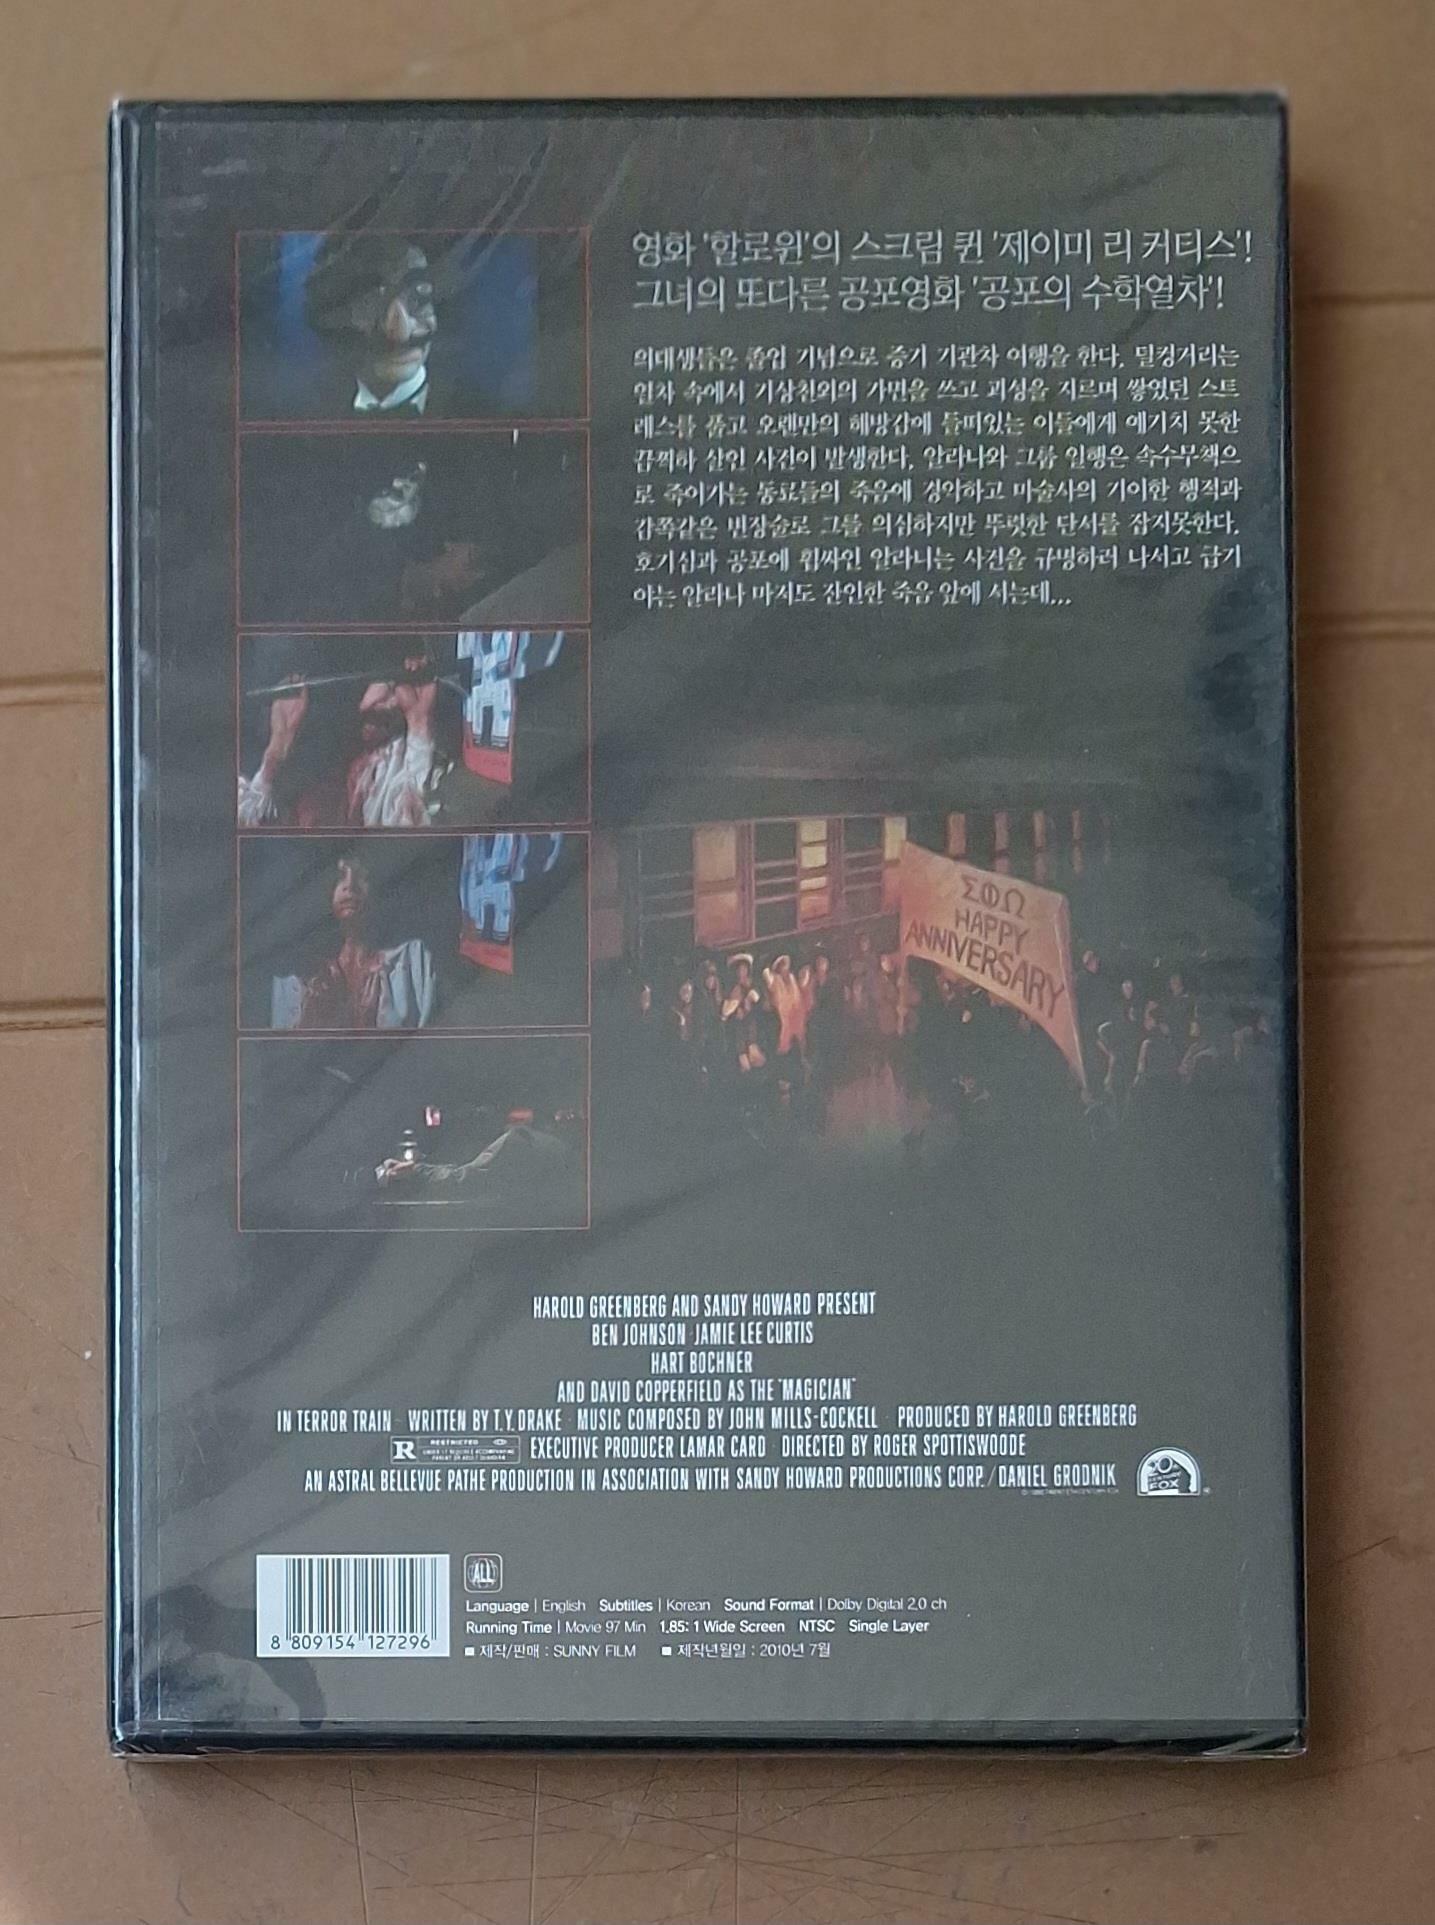 영화 '할로윈'의 스크림 퀸 '제이미 리 커티스'!
그녀의 또다른 공포영화 '공포의 수학열차'!
의대생들은 졸업 기념으로 증기 기관차 여행을 한다. 덜컹거리는
열차 속에서 기상천외의 가면을 쓰고 괴성을 지르며 쌓였던 스트
레스를 풀고 오랜만의 해방감에 들떠있는 이들에게 예기치 못한
끔찍하 살인 사건이 발생한다. 알라나와 그룹 일행은 속수무책으
로 죽어가는 동료들의 죽음에 경악하고 마술사의 기이한 행적과
감쪽같은 변장술로 그를 의심하지만 뚜렷한 단서를 잡지못한다.
호기심과 공포에 휩싸인 알라나는 사건을 규명하러 나서고 급기
야는 알라나 마저도 잔인한 죽음 앞에 서는데...
ΣΦΩ
HAPPY
ANNIVERSARY
HAROLD GREENBERG AND SANDY HOWARD PRESENT
BEN JOHNSON · JAMIE LEE CURTIS
HART BOCHNER
AND DAVID COPPERFIELD AS THE "MAGICIAN"
IN TERROR TRAIN · WRITTEN BY T.Y. DRAKE · MUSIC COMPOSED BY JOHN MILLS-COCKELL · PRODUCED BY HAROLD GREENBERG
R RESTRICTED EXECUTIVE PRODUCER LAMAR CARD · DIRECTED BY ROGER SPOTTISWOODE
AN ASTRAL BELLEVUE PATHE PRODUCTION IN ASSOCIATION WITH SANDY HOWARD PRODUCTIONS CORP. / DANIEL GRODNIK
20th CENTURY FOX
ALL
Language | English Subtitles | Korean Sound Format | Dolby Digital 2.0 ch
Running Time | Movie 97 Min 1.85: 1 Wide Screen NTSC Single Layer
■ 제작/판매 : SUNNY FILM ■ 제작년월일 : 2010년 7월
8 809154 127296